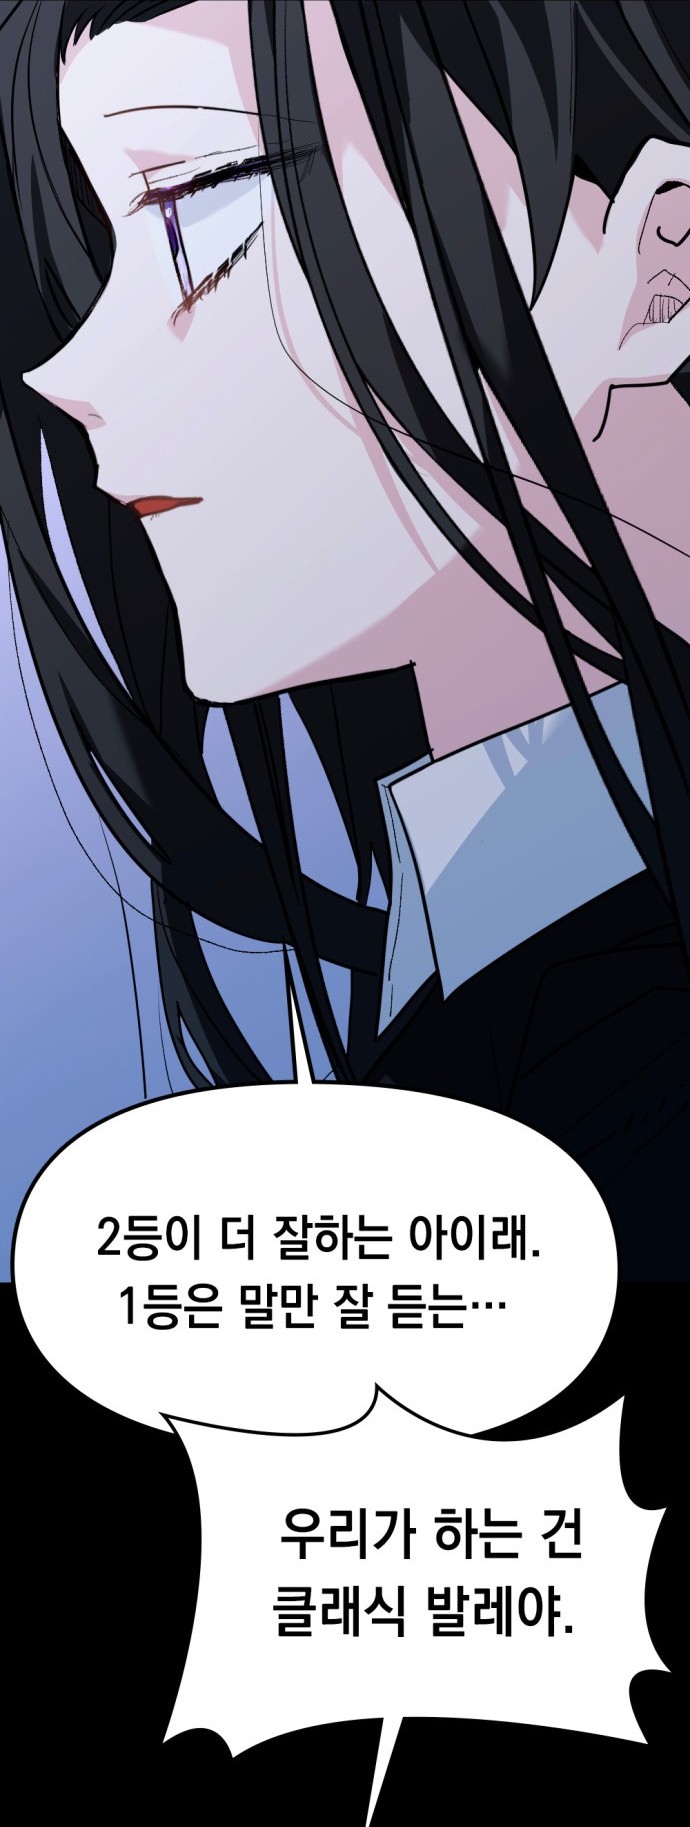 2등이 더 잘하는 아이래.
1등은 말만 잘 듣는…
우리가 하는 건
클래식 발레야.